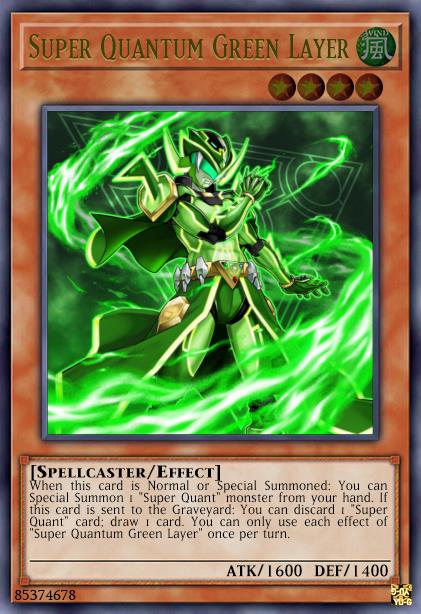 Super Quantum Green Layer
WIND
風
[Spellcaster/Effect]
When this card is Normal or Special Summoned: You can
Special Summon 1 "Super Quant" monster from your hand. If
this card is sent to the Graveyard: You can discard 1 "Super
Quant" card; draw 1 card. You can only use each effect of
"Super Quantum Green Layer" once per turn.
ATK/1600 DEF/1400
85374678